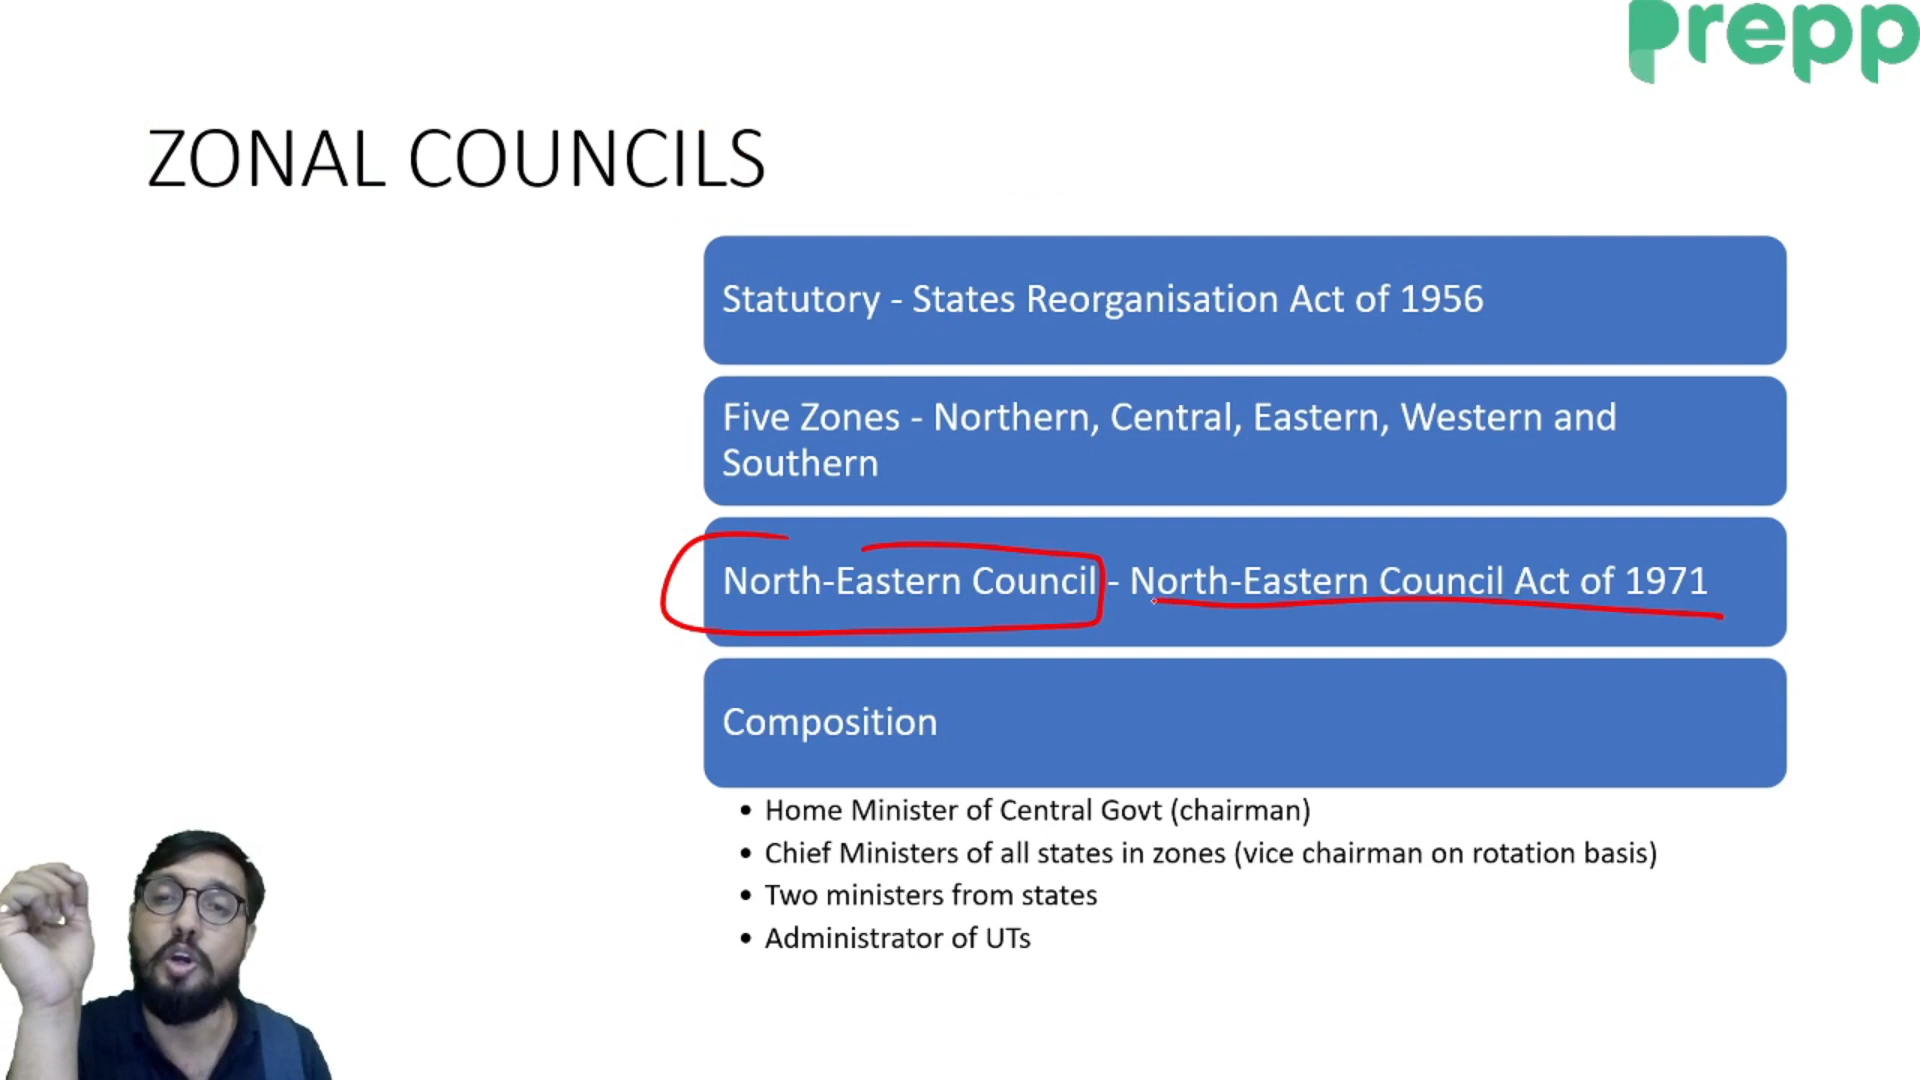 prepp
ZONAL COUNCILS
Statutory - States Reorganisation Act of 1956
Five Zones - Northern, Central, Eastern, Western and
Southern
North-Eastern Council - North-Eastern Council Act of 1971
Composition
• Home Minister of Central Govt (chairman)
• Chief Ministers of all states in zones (vice chairman on rotation basis)
• Two ministers from states
• Administrator of UTs